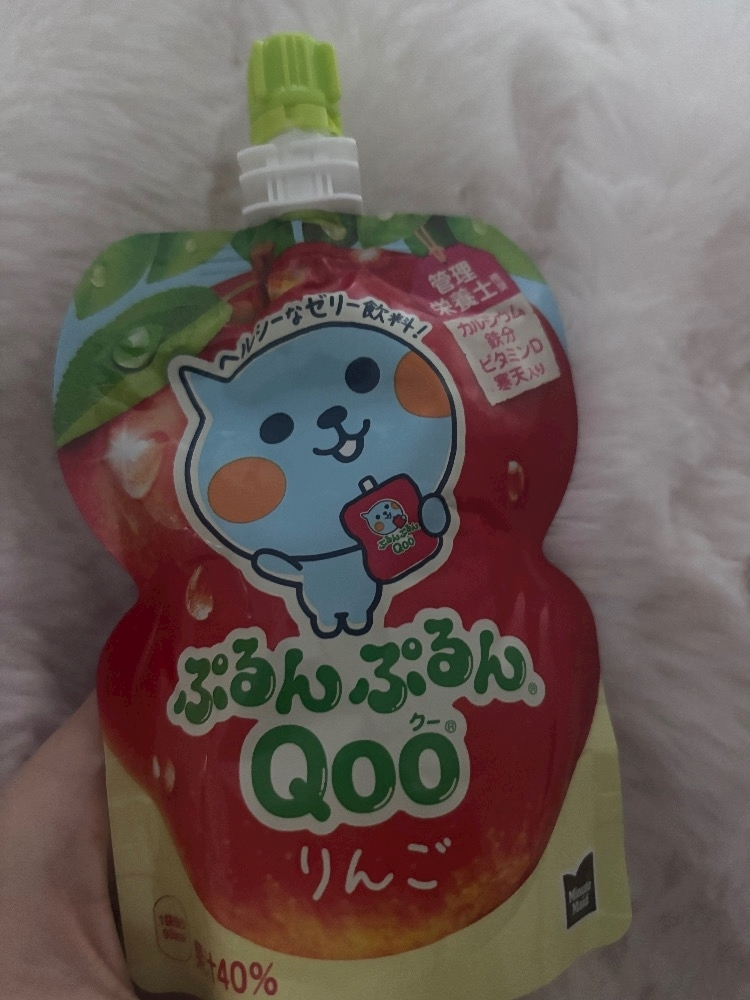 管理
栄養士
カルシウム
鉄分
ビタミンD
寒天入り
ヘルシーなゼリー飲料!
ぷるんぷるん
Qoo
ぷるんぷるん®
クー®
Qoo
りんご
Minute
Maid
果汁40%